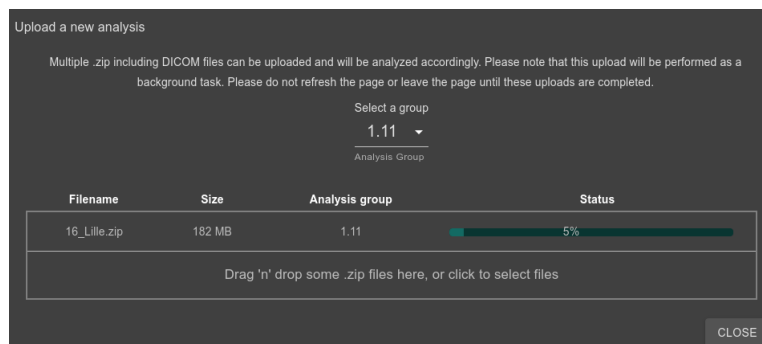 Upload a new analysis
Multiple .zip including DICOM files can be uploaded and will be analyzed accordingly. Please note that this upload will be performed as a
background task. Please do not refresh the page or leave the page until these uploads are completed.
Select a group
1.11
Analysis Group
Filename Size Analysis group Status
16_Lille.zip 182 MB 1.11 5%
Drag 'n' drop some .zip files here, or click to select files
CLOSE